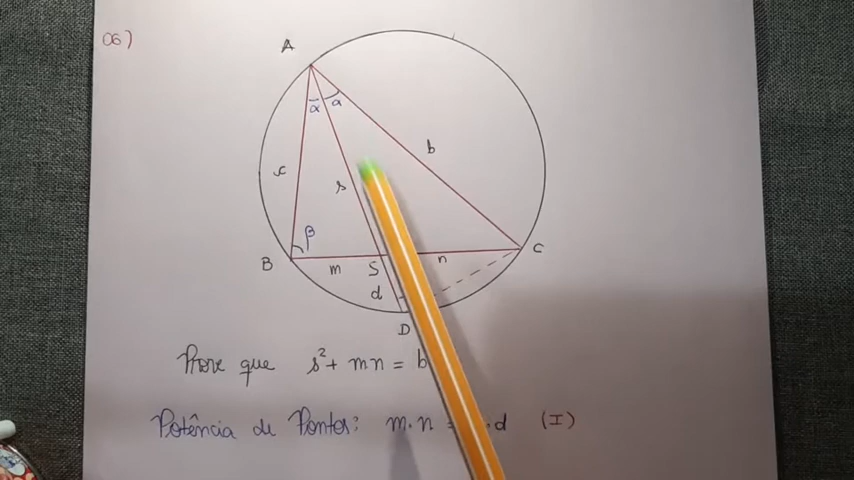 06)
A
α α
b
c
s
β
B
m
S
n
C
d
D
Prove que s² + mn = b
Potência de Pontos: m.n = .d (I)